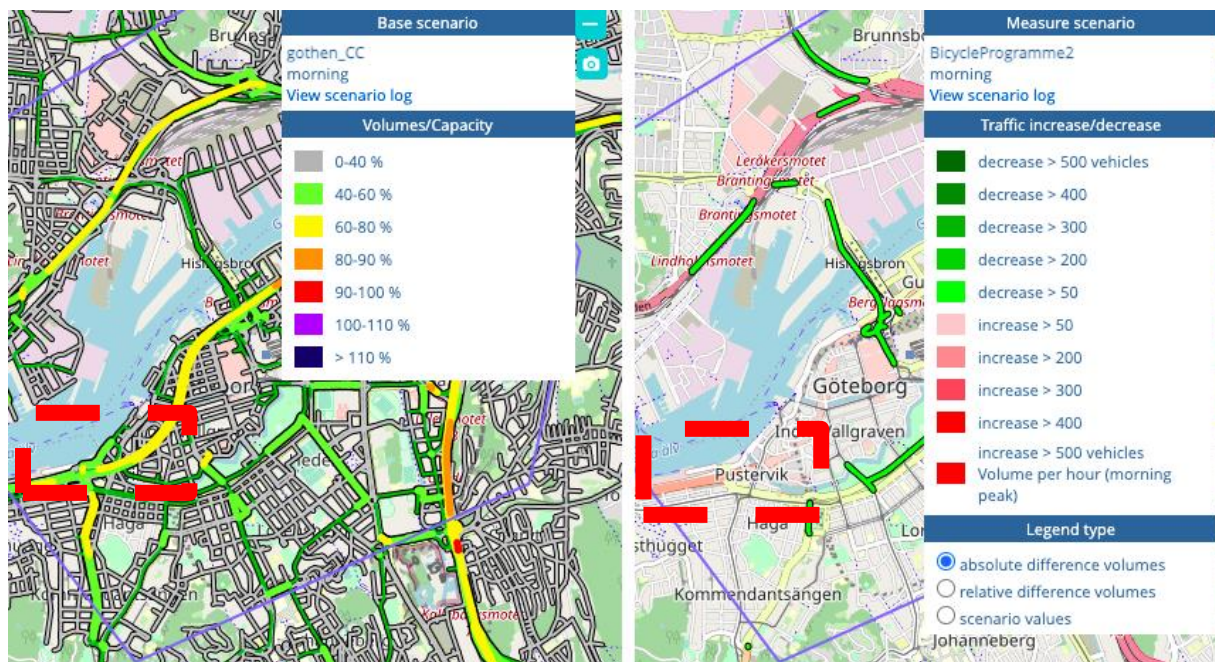 Brunns
Base scenario
gothen_CC
morning
View scenario log
Volumes/Capacity
0-40 %
40-60 %
60-80 %
80-90 %
90-100 %
100-110 %
> 110 %
motet
Hisingsbron
Haga
Kommendantsängen
Brunnsbo
Measure scenario
BicycleProgramme2
morning
View scenario log
Traffic increase/decrease
decrease > 500 vehicles
decrease > 400
decrease > 300
decrease > 200
decrease > 50
increase > 50
increase > 200
increase > 300
increase > 400
increase > 500 vehicles
Volume per hour (morning
peak)
Leråkersmotet
Brantingsmotet
Brantingsmotet
Lindholmsmotet
Hisingsbron
Göteborg
Pustervik
Haga
Kommendantsängen
Legend type
absolute difference volumes
relative difference volumes
scenario values
Johanneberg